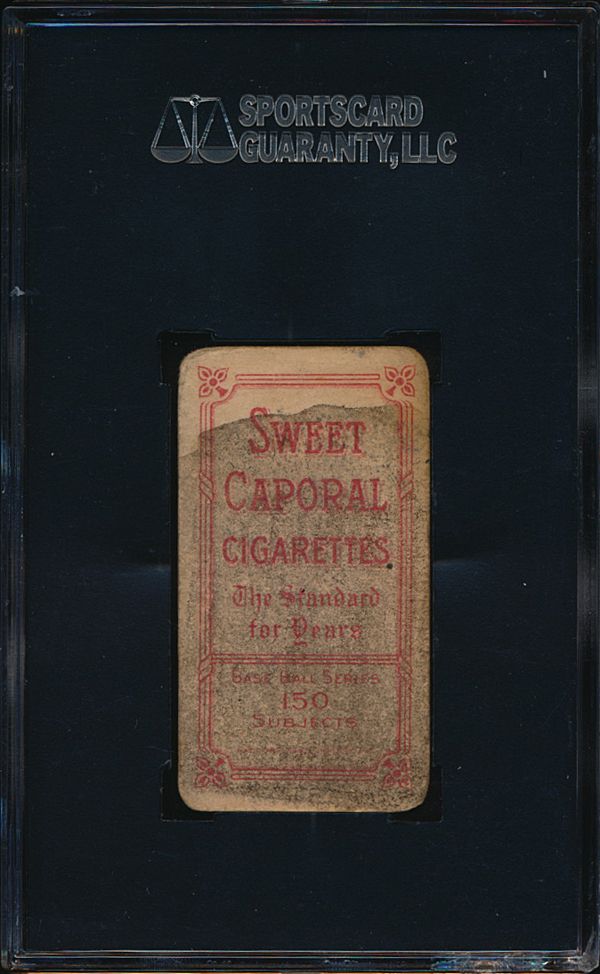 SPORTSCARD
GUARANTY, LLC
SWEET
CAPORAL
CIGARETTES
The Standard
for Years
BASE BALL SERIES
150
SUBJECTS